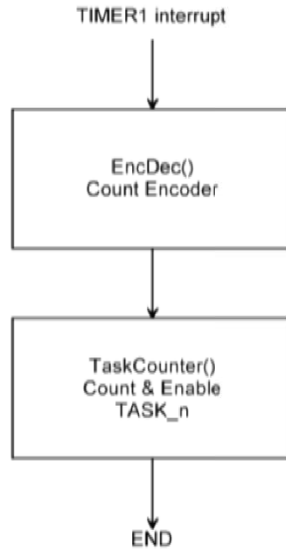 TIMER1 interrupt
EncDec()
Count Encoder
TaskCounter()
Count & Enable
TASK_n
END